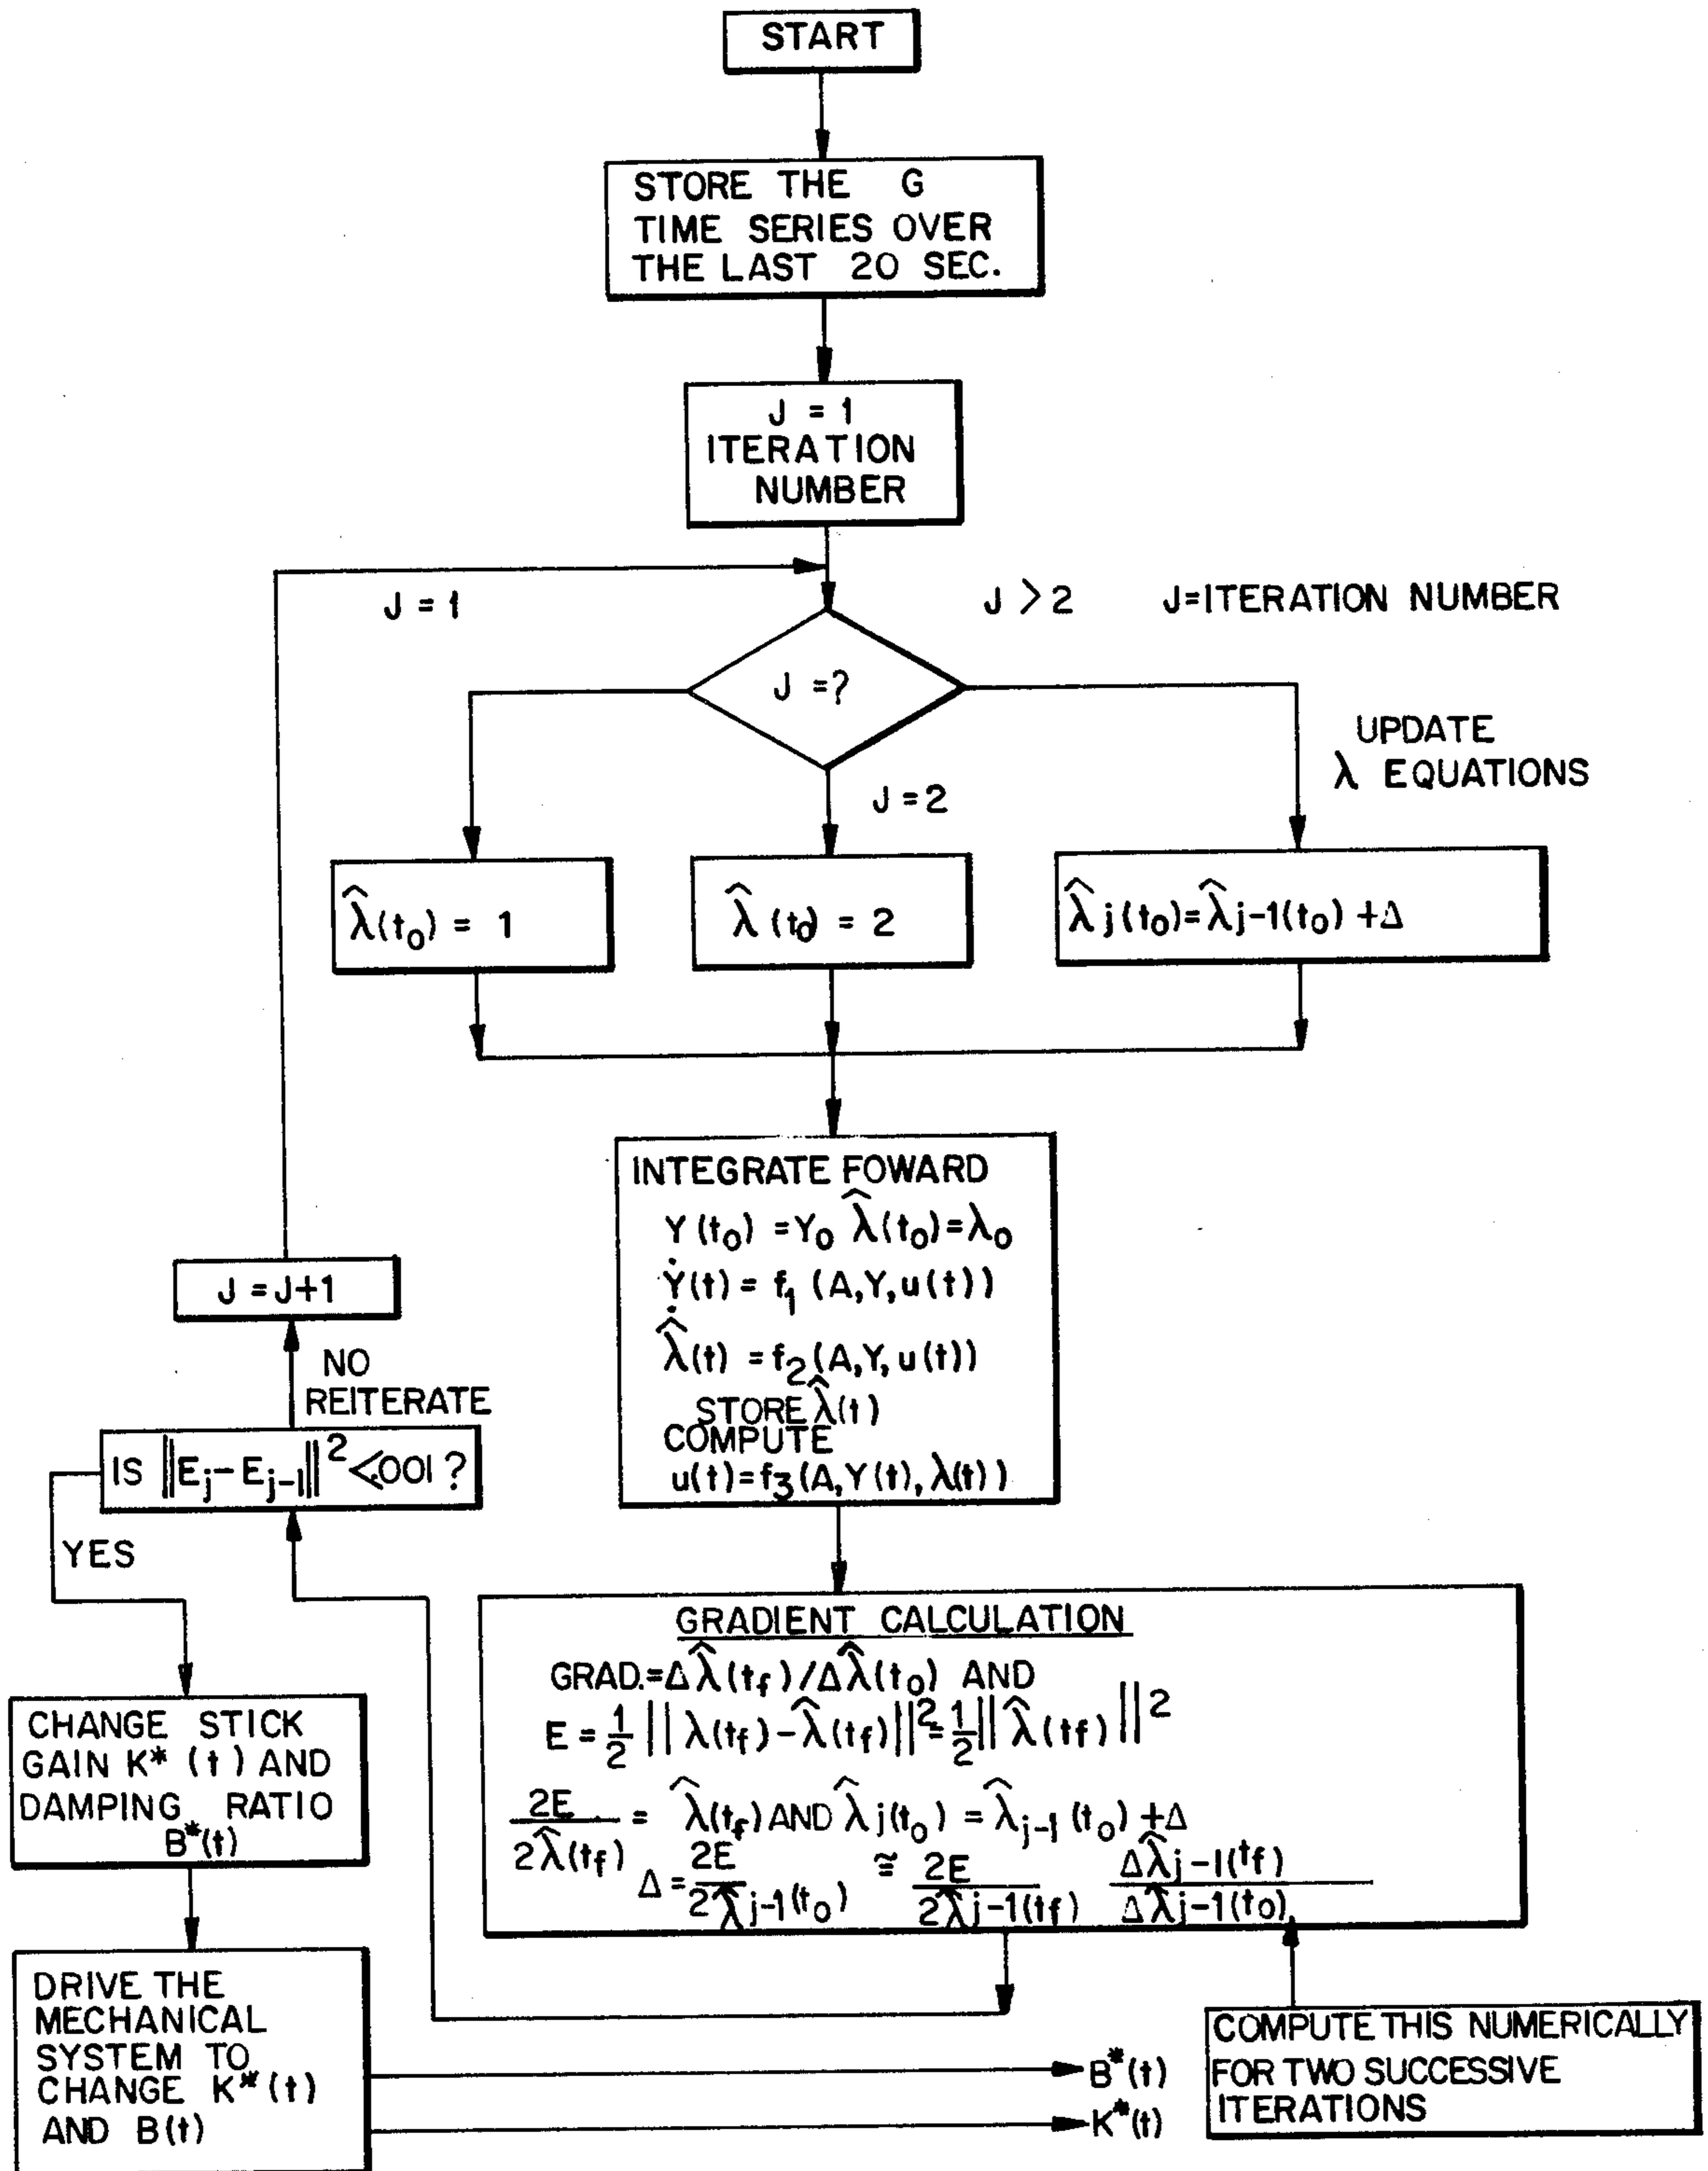 START
STORE THE G
TIME SERIES OVER
THE LAST 20 SEC.
J = 1
ITERATION
NUMBER
J = 1
J > 2
J=ITERATION NUMBER
J =?
UPDATE
λ EQUATIONS
J=2
λ̂(t₀) = 1
λ̂(t₀) = 2
λ̂j(t₀)=λ̂j-1(t₀) +Δ
INTEGRATE FOWARD
Y(t₀) =Y₀ λ̂(t₀)=λ₀
Ẏ(t) = f₁ (A,Y,u(t))
λ̂̇(t) = f₂(A,Y,u(t))
STORE λ̂(t)
COMPUTE
u(t)=f₃(A,Y(t),λ(t))
J =J+1
NO
REITERATE
IS ||Eⱼ-Eⱼ₋₁||² <.001 ?
YES
CHANGE STICK
GAIN K* (t) AND
DAMPING RATIO
B*(t)
DRIVE THE
MECHANICAL
SYSTEM TO
CHANGE K*(t)
AND B(t)
GRADIENT CALCULATION
GRAD.=Δλ̂(t_f)/Δλ̂(t₀) AND
E = 1/2 || λ(t_f)-λ̂(t_f)||²= 1/2 || λ̂(tf) ||²
2E/2λ̂(t_f) = λ̂(t_f) AND λ̂j(t₀) = λ̂j-1(t₀) +Δ
Δ = 2E/2λ̂j-1(t₀) ≅ 2E/2λ̂j-1(tf) Δλ̂j-1(tf)/Δλ̂j-1(t₀)
COMPUTE THIS NUMERICALLY
FOR TWO SUCCESSIVE
ITERATIONS
B*(t)
K*(t)